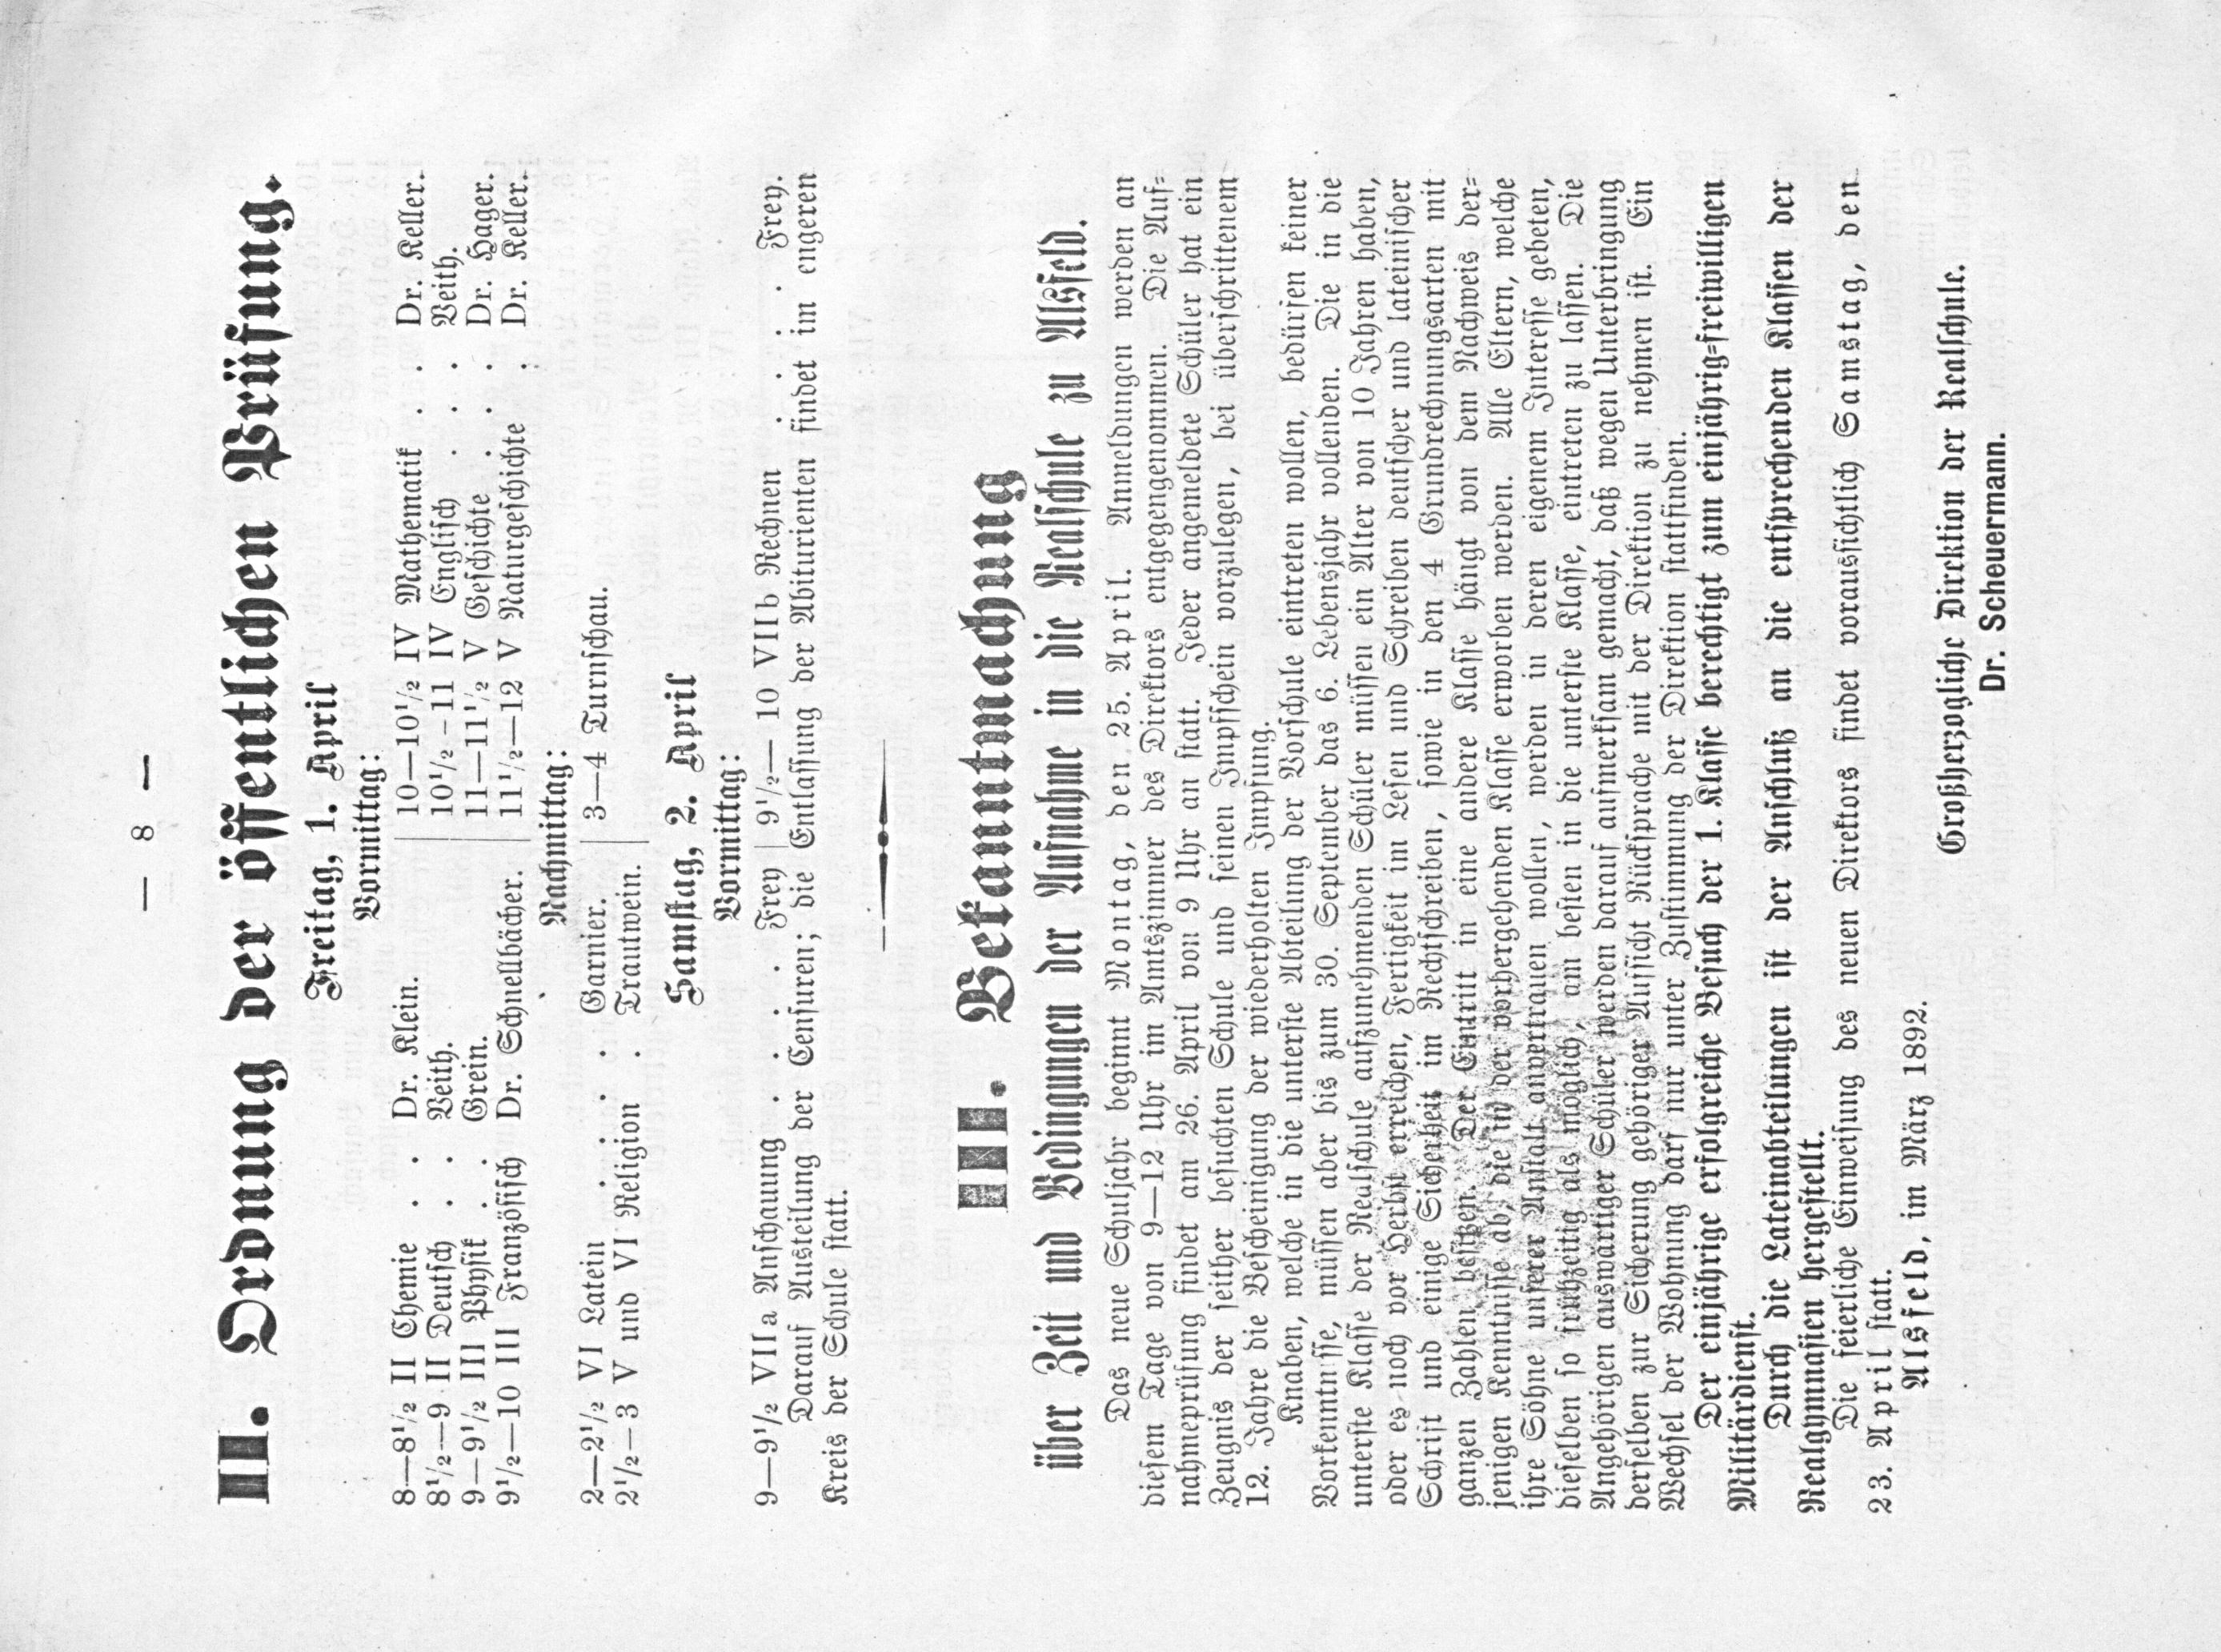 — 8 —
II. Ordnung der öffentlichen Prüfung.
Freitag, 1. April
Vormittag:
8—8¹/₂ II Chemie . . Dr. Klein. | 10—10¹/₂ IV Mathematik . . Dr. Keller.
8¹/₂—9 II Deutsch . . Veith. | 10¹/₂—11 IV Englisch . . . Veith.
9—9¹/₂ III Physik . . Grein. | 11—11¹/₂ V Geschichte . . . Dr. Hager.
9¹/₂—10 III Französisch Dr. Schnellbächer. | 11¹/₂—12 V Naturgeschichte . Dr. Keller.
Nachmittag:
2—2¹/₂ VI Latein . . . . Garnier. | 3—4 Turnschau.
2¹/₂—3 V und VI Religion . Trautwein. |
Samstag, 2. April
Vormittag:
9—9¹/₂ VIIa Anschauung . . . . Frey | 9¹/₂—10 VIIb Rechnen . . . . Frey.
Darauf Austeilung der Censuren; die Entlassung der Abiturienten findet im engeren
Kreis der Schule statt.
III. Bekanntmachung
über Zeit und Bedingungen der Aufnahme in die Realschule zu Alsfeld.
Das neue Schuljahr beginnt Montag, den 25. April. Anmeldungen werden an
diesem Tage von 9—12 Uhr im Amtszimmer des Direktors entgegengenommen. Die Auf=
nahmeprüfung findet am 26. April von 9 Uhr an statt. Jeder angemeldete Schüler hat ein
Zeugnis der seither besuchten Schule und seinen Impfschein vorzulegen, bei überschrittenem
12. Jahre die Bescheinigung der wiederholten Impfung.
Knaben, welche in die unterste Abteilung der Vorschule eintreten wollen, bedürfen keiner
Vorkenntnisse, müssen aber bis zum 30. September das 6. Lebensjahr vollenden. Die in die
unterste Klasse der Realschule aufzunehmenden Schüler müssen ein Alter von 10 Jahren haben,
oder es noch vor Herbst erreichen, Fertigkeit im Lesen und Schreiben deutscher und lateinischer
Schrift und einige Sicherheit im Rechtschreiben, sowie in den 4 Grundrechnungsarten mit
ganzen Zahlen besitzen. Der Eintritt in eine andere Klasse hängt von dem Nachweis der=
jenigen Kenntnisse ab, die in der vorhergehenden Klasse erworben werden. Alle Eltern, welche
ihre Söhne unserer Anstalt anvertrauen wollen, werden in deren eigenem Interesse gebeten,
dieselben so frühzeitig als möglich, am besten in die unterste Klasse, eintreten zu lassen. Die
Angehörigen auswärtiger Schüler werden darauf aufmerksam gemacht, daß wegen Unterbringung
derselben zur Sicherung gehöriger Aufsicht Rücksprache mit der Direktion zu nehmen ist. Ein
Wechsel der Wohnung darf nur unter Zustimmung der Direktion stattfinden.
Der einjährige erfolgreiche Besuch der 1. Klasse berechtigt zum einjährig=freiwilligen
Militärdienst.
Durch die Lateinabteilungen ist der Anschluß an die entsprechenden Klassen der
Realgymnasien hergestellt.
Die feierliche Einweisung des neuen Direktors findet voraussichtlich Samstag, den
23. April statt.
Alsfeld, im März 1892.
Großherzogliche Direktion der Realschule.
Dr. Scheuermann.